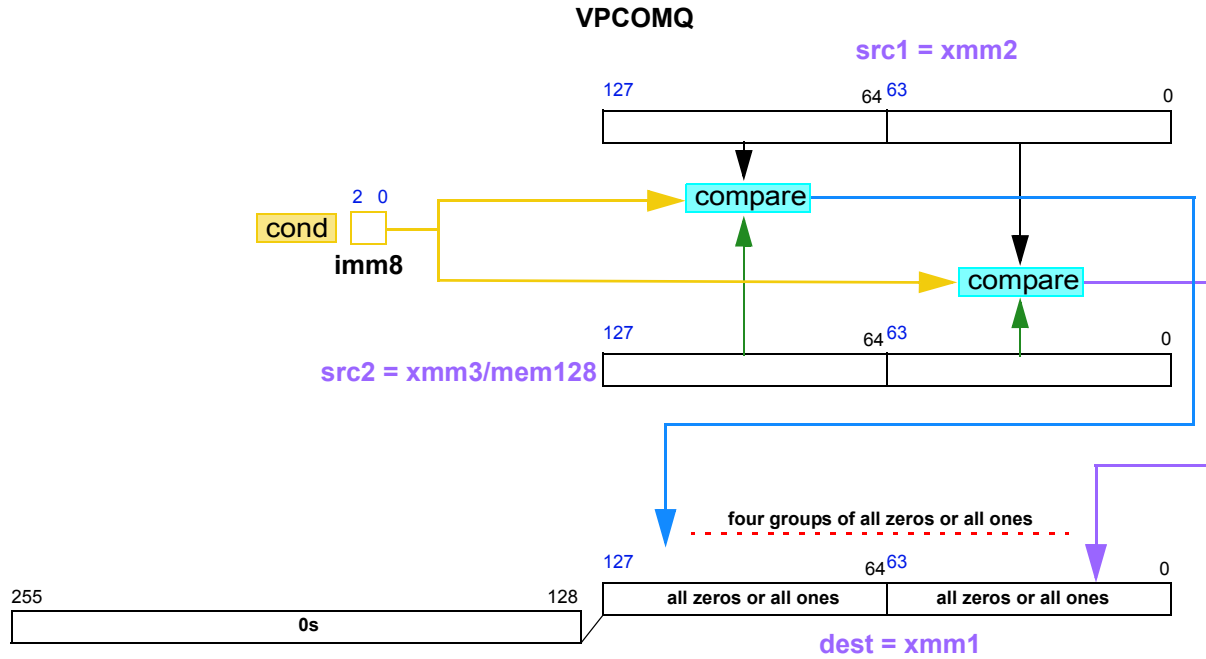 VPCOMQ
src1 = xmm2
127 64 63 0
compare
2 0
cond
imm8
compare
127 64 63 0
src2 = xmm3/mem128
four groups of all zeros or all ones
127 64 63 0
255 128
all zeros or all ones all zeros or all ones
0s
dest = xmm1